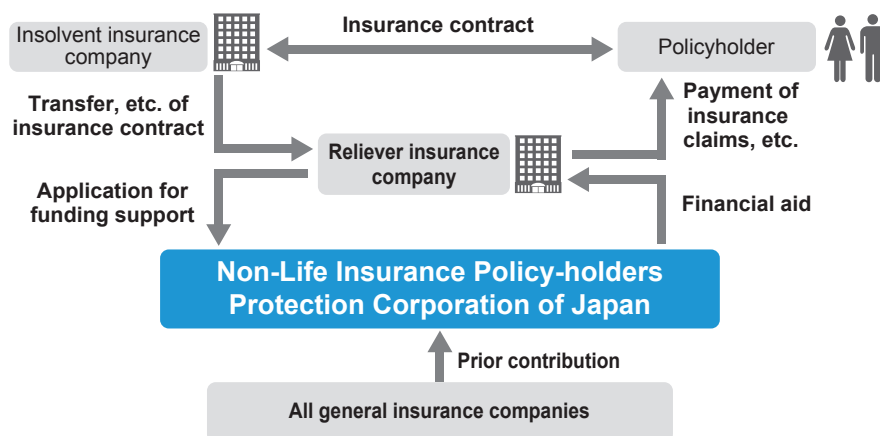 Insolvent insurance
company
Insurance contract
Policyholder
Transfer, etc. of
insurance contract
Payment of
insurance
claims, etc.
Reliever insurance
company
Application for
funding support
Financial aid
Non-Life Insurance Policy-holders
Protection Corporation of Japan
Prior contribution
All general insurance companies